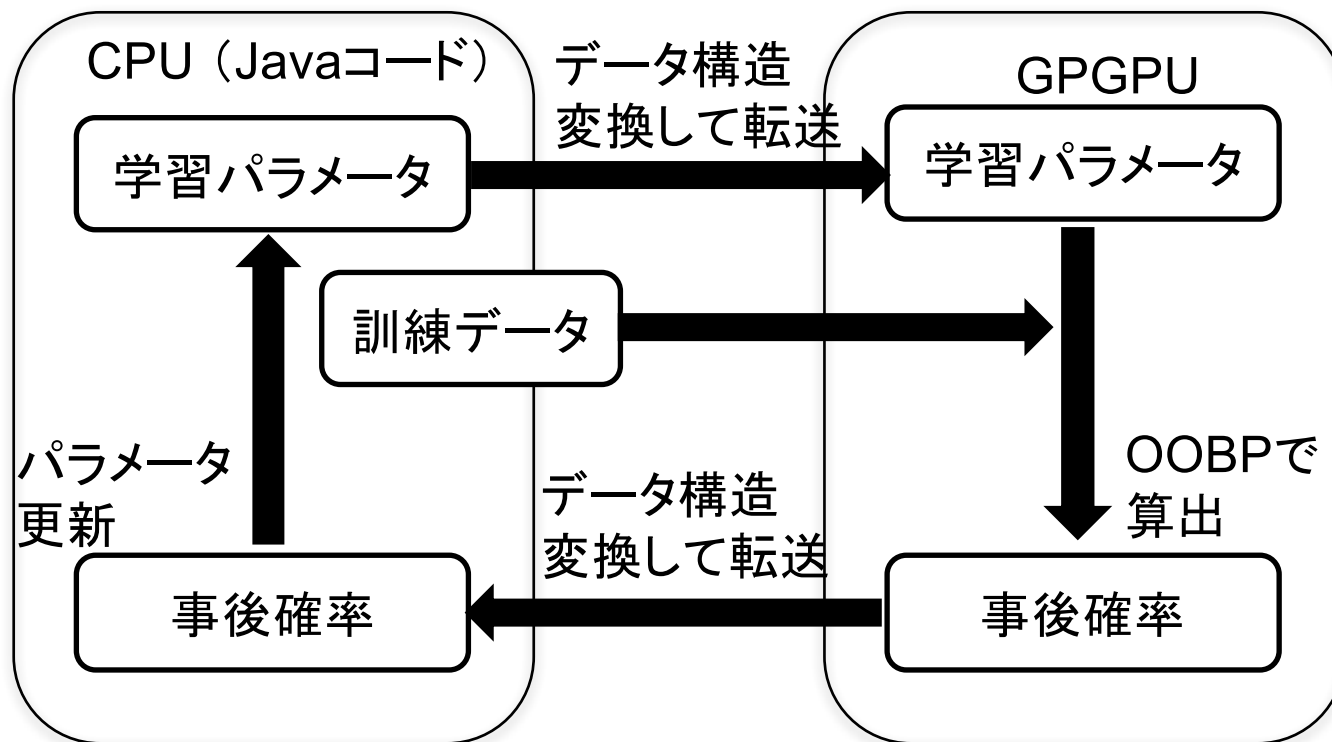 CPU（Javaコード）
データ構造
変換して転送
GPGPU
学習パラメータ
学習パラメータ
訓練データ
パラメータ
更新
データ構造
変換して転送
OOBPで
算出
事後確率
事後確率